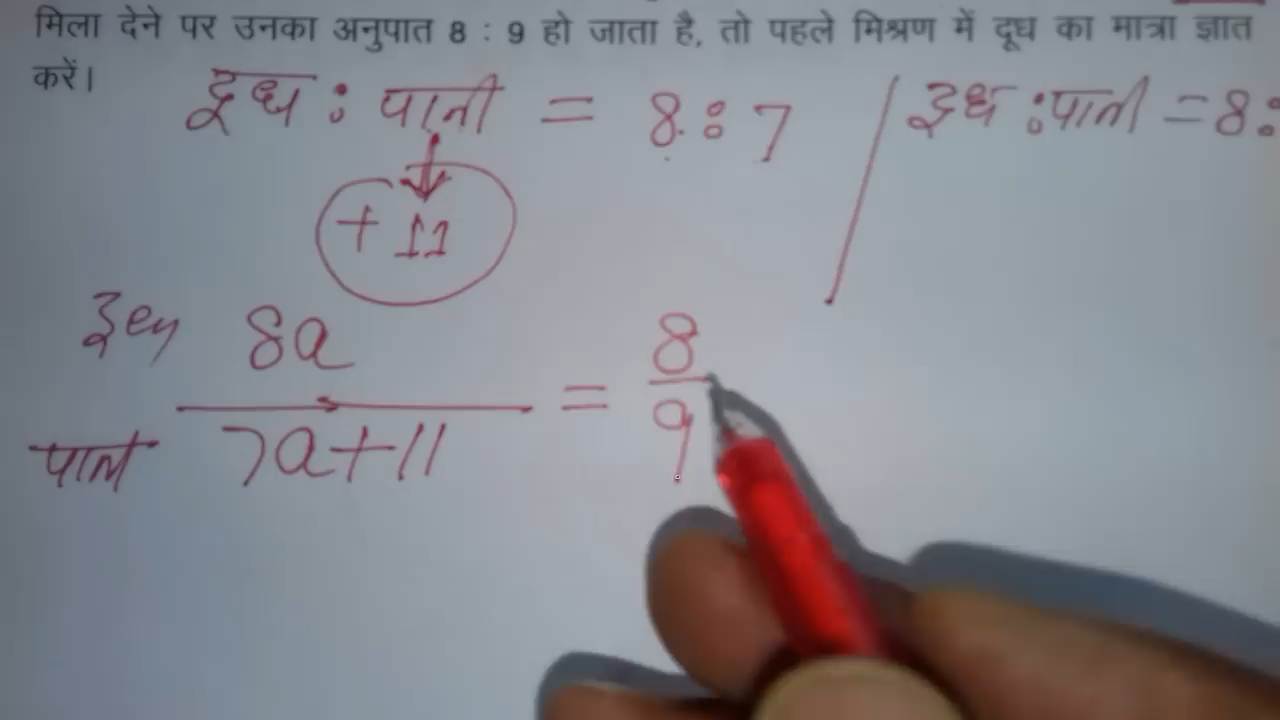 मिला देने पर उनका अनुपात 8 : 9 हो जाता है, तो पहले मिश्रण में दूध का मात्रा ज्ञात
करें।
दूध : पानी = 8 : 7
दूध : पानी = 8 :
+ 11
दूध 8a
= 8/9
पानी 7a+11